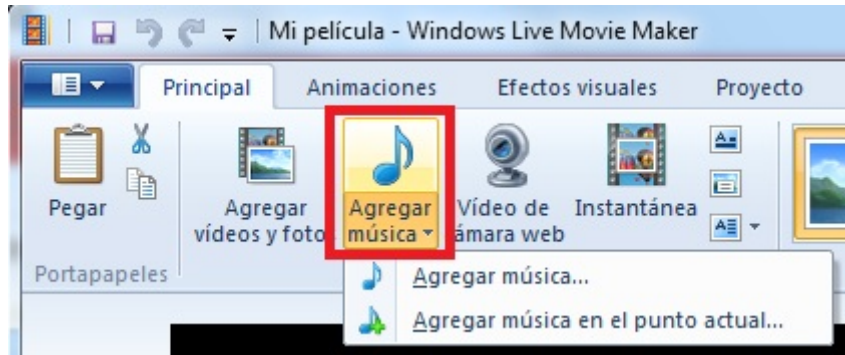 Mi película - Windows Live Movie Maker
Principal Animaciones Efectos visuales Proyecto
Pegar
Agregar
vídeos y foto
Agregar
música
Vídeo de
ámara web
Instantánea
Portapapeles
Agregar música...
Agregar música en el punto actual...